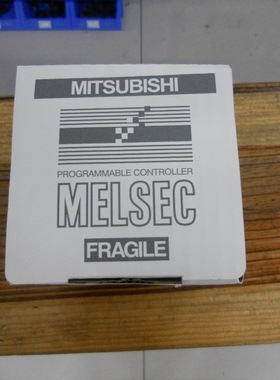 MITSUBISHI
PROGRAMMABLE CONTROLLER
MELSEC
FRAGILE